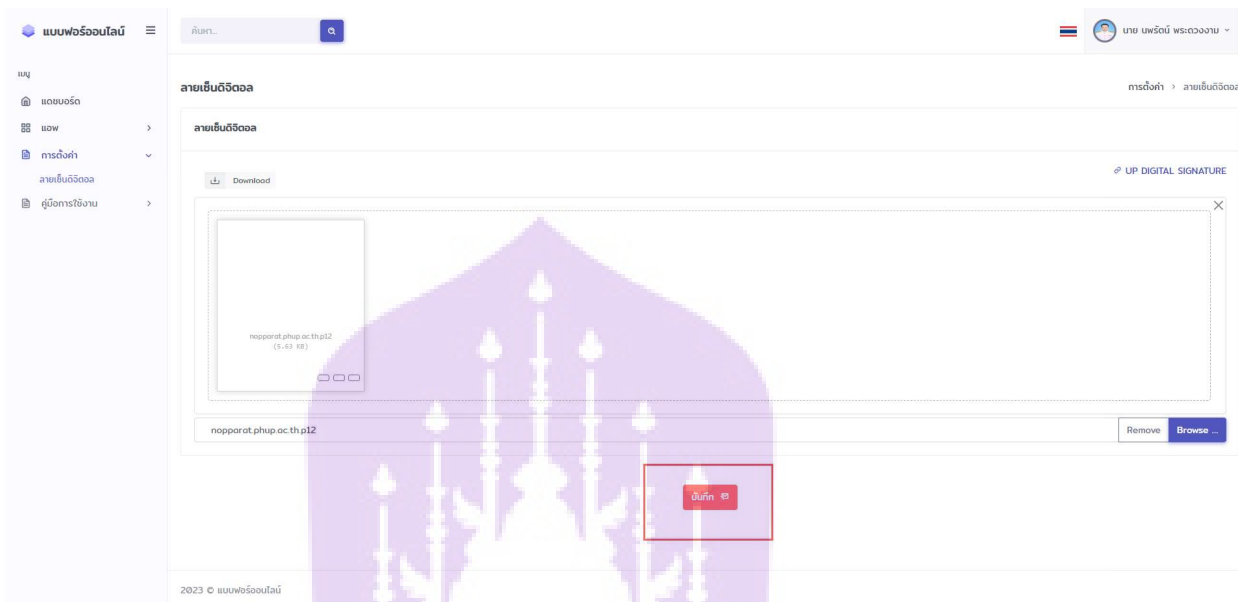 แบบฟอร์ออนไลน์
ค้นหา..
นาย นพรัตน์ พระดวงงาม
เมนู
แดชบอร์ด
แอพ
การตั้งค่า
ลายเซ็นดิจิตอล
คู่มือการใช้งาน
ลายเซ็นดิจิตอล
การตั้งค่า > ลายเซ็นดิจิตอล
ลายเซ็นดิจิตอล
UP DIGITAL SIGNATURE
Download
nopparat.phup.ac.th.p12
(5.63 KB)
nopparat.phup.ac.th.p12
Remove
Browse ...
บันทึก
2023 © แบบฟอร์ออนไลน์